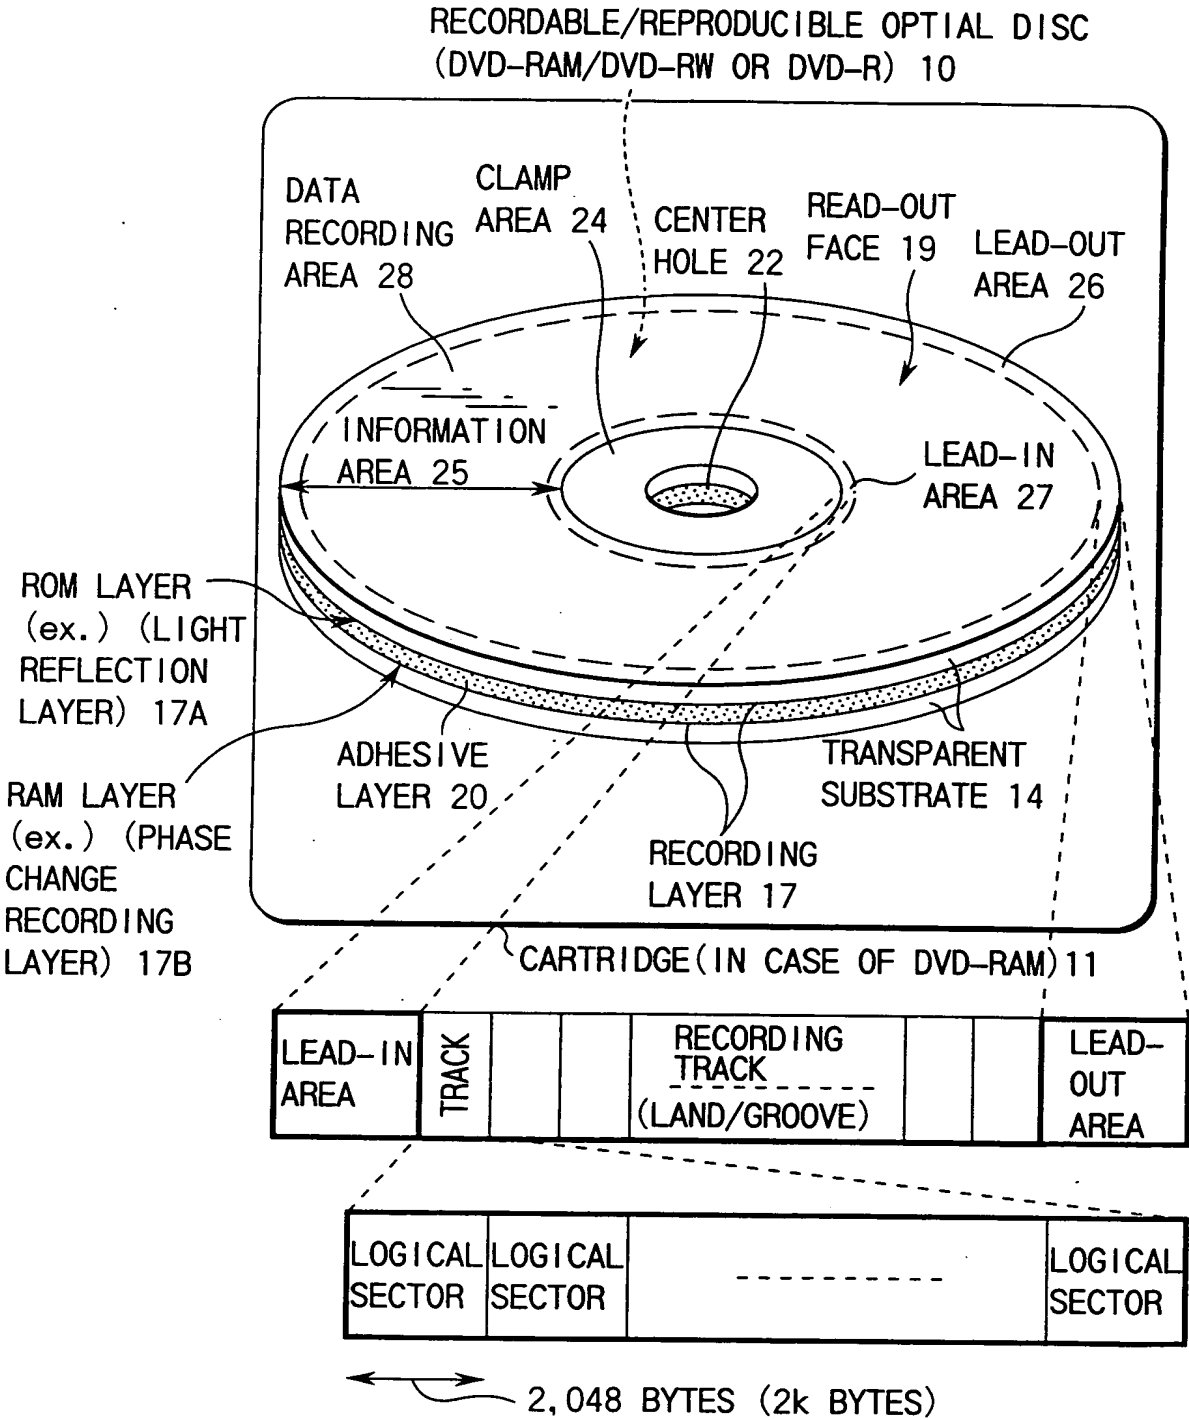 RECORDABLE/REPRODUCIBLE OPTIAL DISC
(DVD-RAM/DVD-RW OR DVD-R) 10
DATA
RECORDING
AREA 28
CLAMP
AREA 24
CENTER
HOLE 22
READ-OUT
FACE 19
LEAD-OUT
AREA 26
INFORMATION
AREA 25
LEAD-IN
AREA 27
ROM LAYER
(ex.) (LIGHT
REFLECTION
LAYER) 17A
RAM LAYER
(ex.) (PHASE
CHANGE
RECORDING
LAYER) 17B
ADHESIVE
LAYER 20
TRANSPARENT
SUBSTRATE 14
RECORDING
LAYER 17
CARTRIDGE(IN CASE OF DVD-RAM)11
LEAD-IN
AREA
TRACK
RECORDING
TRACK
(LAND/GROOVE)
LEAD-
OUT
AREA
LOGICAL
SECTOR
LOGICAL
SECTOR
LOGICAL
SECTOR
2,048 BYTES (2k BYTES)